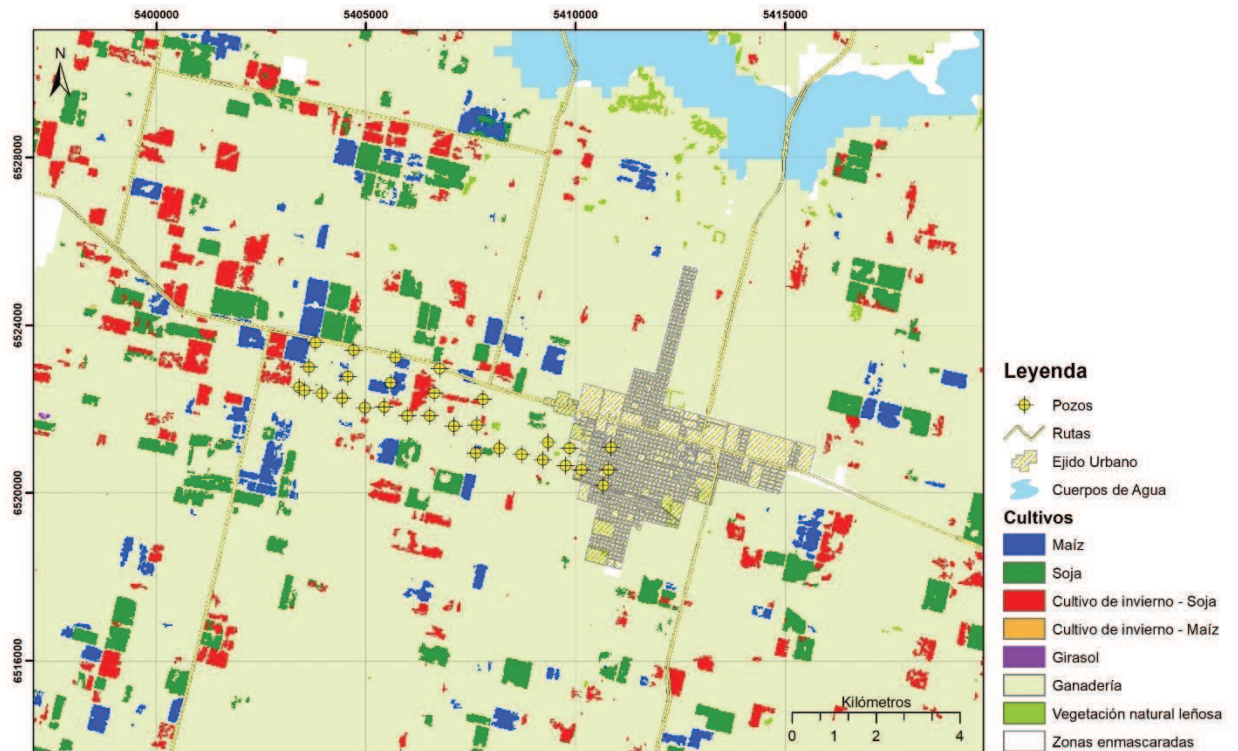 5400000 5405000 5410000 5415000
N
6528000
6524000
6520000
6516000
Kilómetros
0 1 2 4
Leyenda
Pozos
Rutas
Ejido Urbano
Cuerpos de Agua
Cultivos
Maíz
Soja
Cultivo de invierno - Soja
Cultivo de invierno - Maíz
Girasol
Ganadería
Vegetación natural leñosa
Zonas enmascaradas